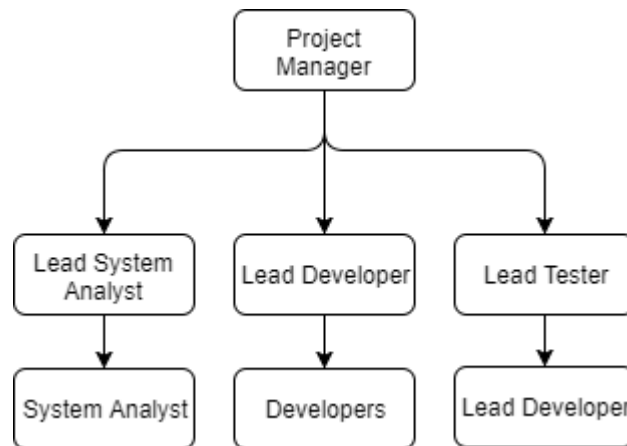 Project
Manager
Lead System
Analyst
Lead Developer
Lead Tester
System Analyst
Developers
Lead Developer